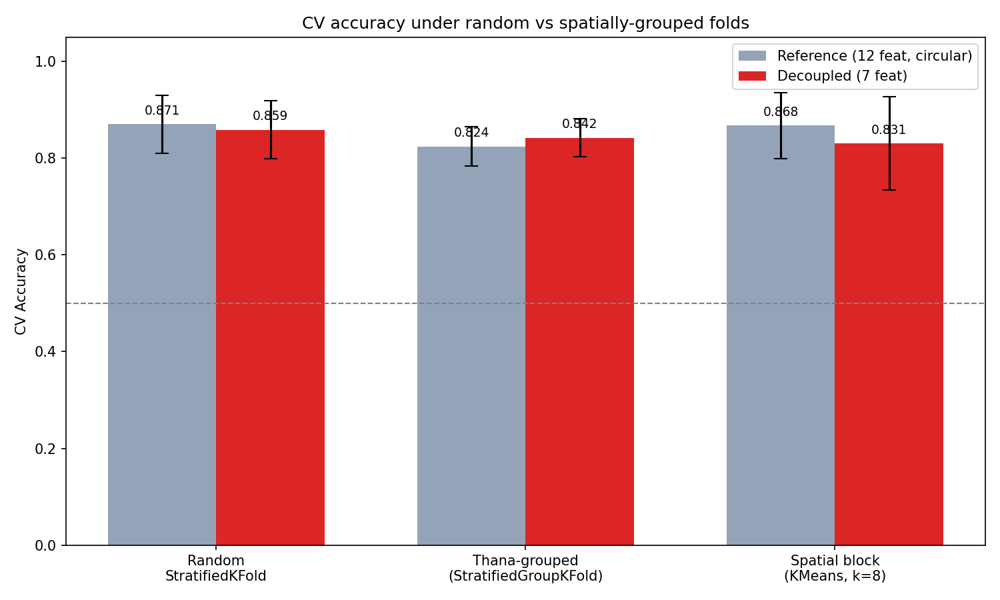 CV accuracy under random vs spatially-grouped folds
Reference (12 feat, circular)
Decoupled (7 feat)
CV Accuracy
1.0
0.8
0.6
0.4
0.2
0.0
0.871
0.859
0.824
0.842
0.868
0.831
Random
StratifiedKFold
Thana-grouped
(StratifiedGroupKFold)
Spatial block
(KMeans, k=8)